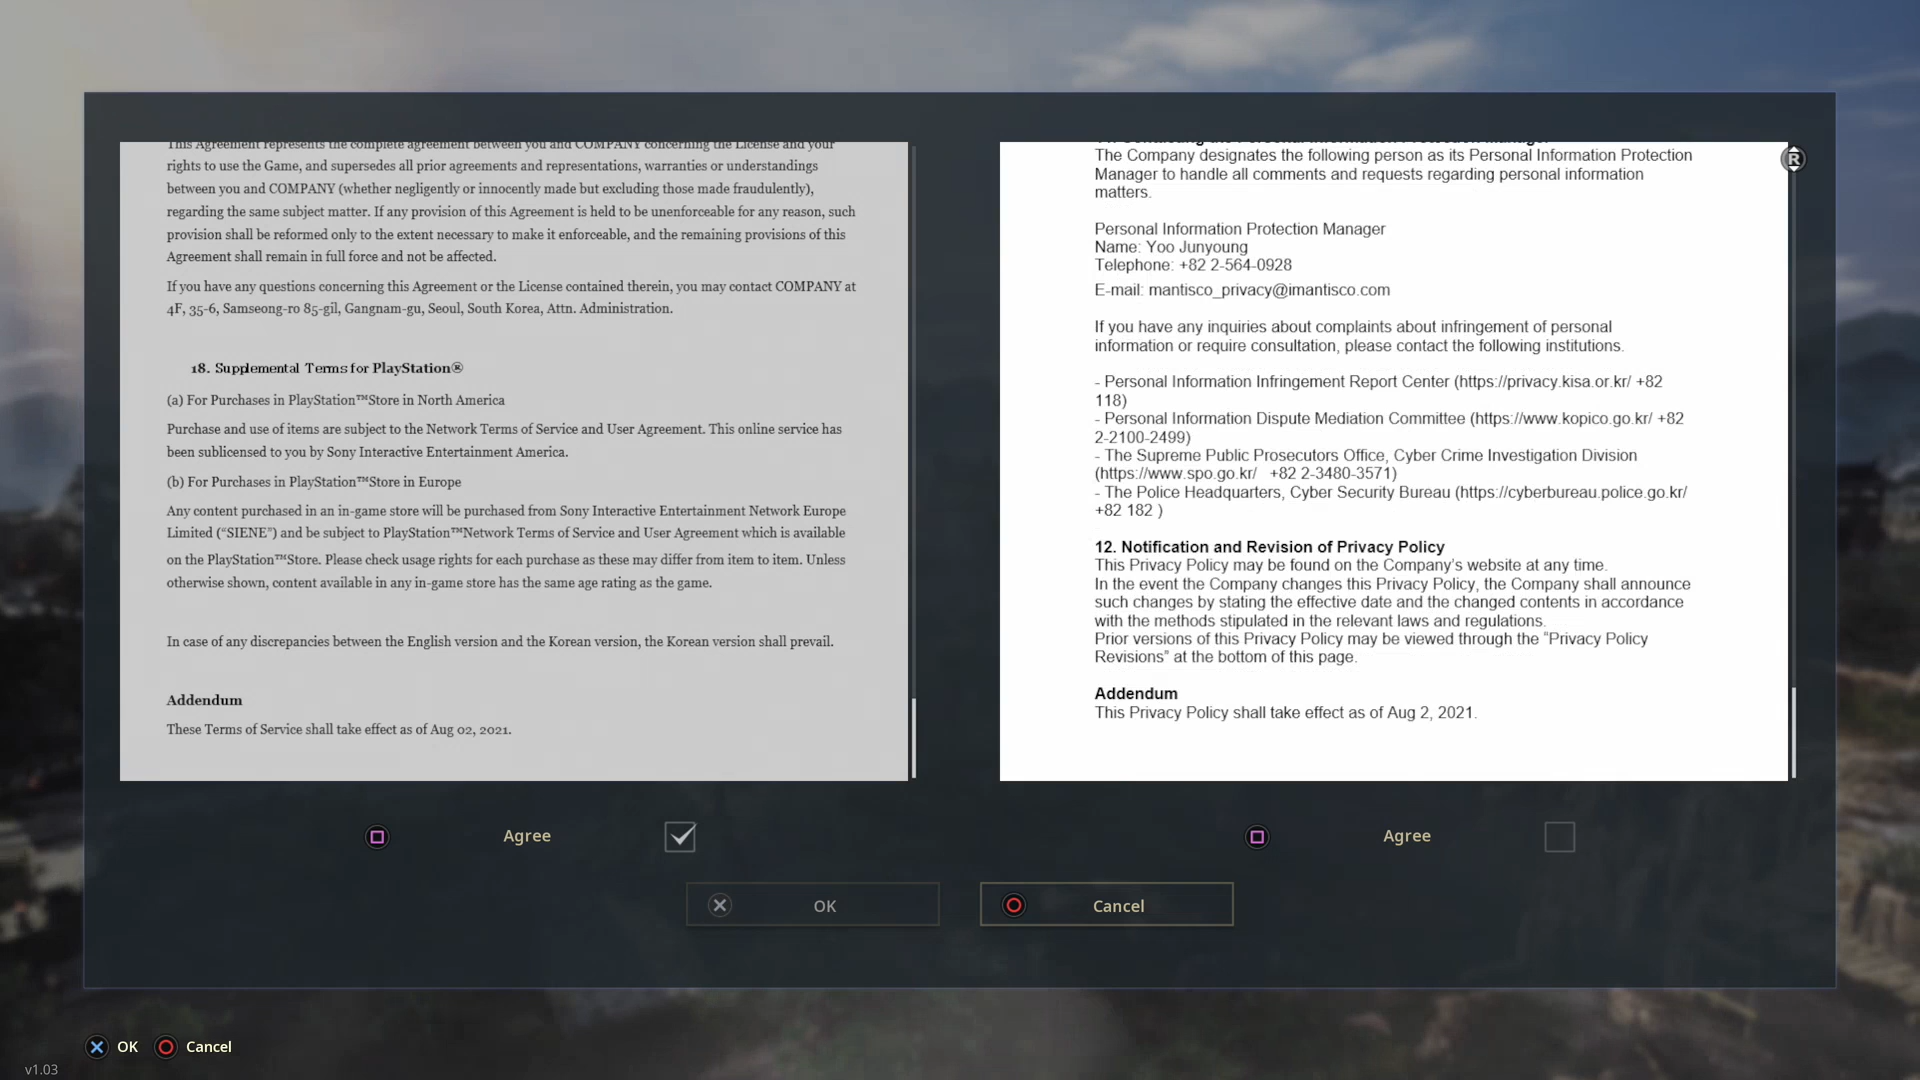 This Agreement represents the complete agreement between you and COMPANY concerning the License and your
rights to use the Game, and supersedes all prior agreements and representations, warranties or understandings
between you and COMPANY (whether negligently or innocently made but excluding those made fraudulently),
regarding the same subject matter. If any provision of this Agreement is held to be unenforceable for any reason, such
provision shall be reformed only to the extent necessary to make it enforceable, and the remaining provisions of this
Agreement shall remain in full force and not be affected.
If you have any questions concerning this Agreement or the License contained therein, you may contact COMPANY at
4F, 35-6, Samseong-ro 85-gil, Gangnam-gu, Seoul, South Korea, Attn. Administration.
18. Supplemental Terms for PlayStation®
(a) For Purchases in PlayStation™Store in North America
Purchase and use of items are subject to the Network Terms of Service and User Agreement. This online service has
been sublicensed to you by Sony Interactive Entertainment America.
(b) For Purchases in PlayStation™Store in Europe
Any content purchased in an in-game store will be purchased from Sony Interactive Entertainment Network Europe
Limited (“SIENE”) and be subject to PlayStation™Network Terms of Service and User Agreement which is available
on the PlayStation™Store. Please check usage rights for each purchase as these may differ from item to item. Unless
otherwise shown, content available in any in-game store has the same age rating as the game.
In case of any discrepancies between the English version and the Korean version, the Korean version shall prevail.
Addendum
These Terms of Service shall take effect as of Aug 02, 2021.
Agree
The Company designates the following person as its Personal Information Protection
Manager to handle all comments and requests regarding personal information
matters.
Personal Information Protection Manager
Name: Yoo Junyoung
Telephone: +82 2-564-0928
E-mail: mantisco_privacy@imantisco.com
If you have any inquiries about complaints about infringement of personal
information or require consultation, please contact the following institutions.
- Personal Information Infringement Report Center (https://privacy.kisa.or.kr/ +82
118)
- Personal Information Dispute Mediation Committee (https://www.kopico.go.kr/ +82
2-2100-2499)
- The Supreme Public Prosecutors Office, Cyber Crime Investigation Division
(https://www.spo.go.kr/ +82 2-3480-3571)
- The Police Headquarters, Cyber Security Bureau (https://cyberbureau.police.go.kr/
+82 182 )
12. Notification and Revision of Privacy Policy
This Privacy Policy may be found on the Company’s website at any time.
In the event the Company changes this Privacy Policy, the Company shall announce
such changes by stating the effective date and the changed contents in accordance
with the methods stipulated in the relevant laws and regulations.
Prior versions of this Privacy Policy may be viewed through the “Privacy Policy
Revisions” at the bottom of this page.
Addendum
This Privacy Policy shall take effect as of Aug 2, 2021.
R
Agree
OK
Cancel
OK Cancel
v1.03